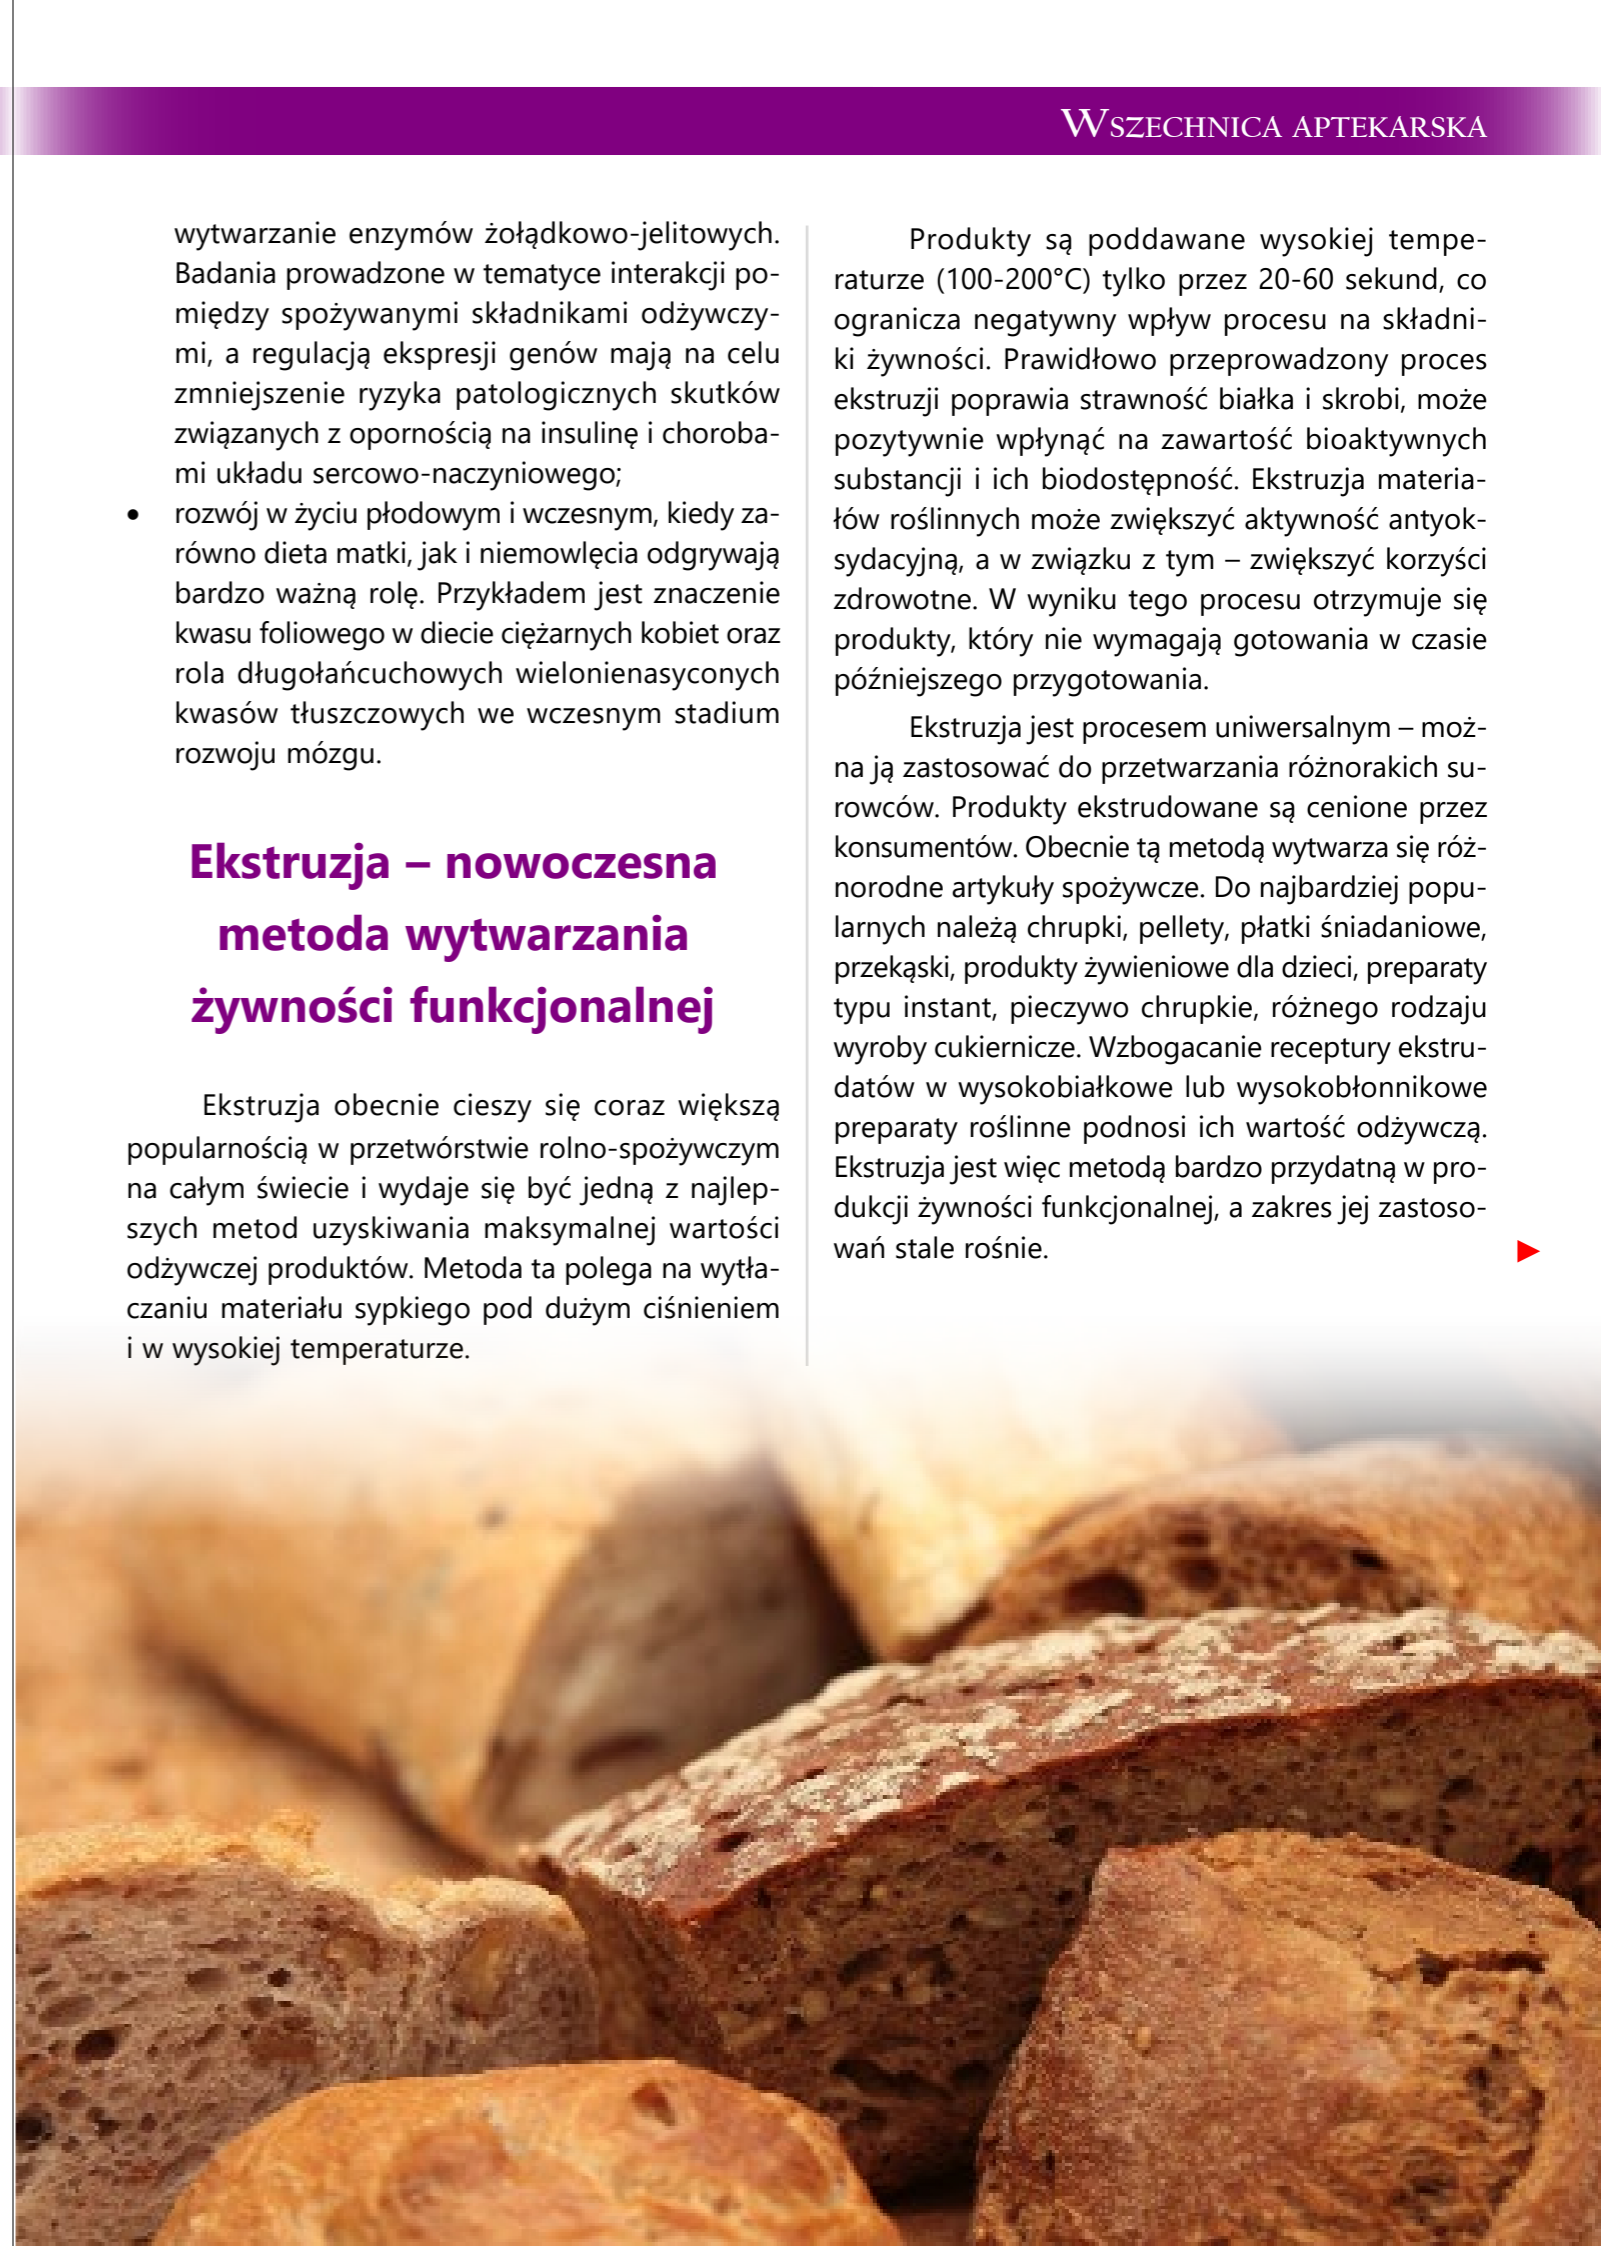 Wszechnica aptekarska
wytwarzanie enzymów żołądkowo-jelitowych.
Badania prowadzone w tematyce interakcji po-
między spożywanymi składnikami odżywczy-
mi, a regulacją ekspresji genów mają na celu
zmniejszenie ryzyka patologicznych skutków
związanych z opornością na insulinę i choroba-
mi układu sercowo-naczyniowego;
• rozwój w życiu płodowym i wczesnym, kiedy za-
równo dieta matki, jak i niemowlęcia odgrywają
bardzo ważną rolę. Przykładem jest znaczenie
kwasu foliowego w diecie ciężarnych kobiet oraz
rola długołańcuchowych wielonienasyconych
kwasów tłuszczowych we wczesnym stadium
rozwoju mózgu.
Ekstruzja – nowoczesna
metoda wytwarzania
żywności funkcjonalnej
Ekstruzja obecnie cieszy się coraz większą
popularnością w przetwórstwie rolno-spożywczym
na całym świecie i wydaje się być jedną z najlep-
szych metod uzyskiwania maksymalnej wartości
odżywczej produktów. Metoda ta polega na wytła-
czaniu materiału sypkiego pod dużym ciśnieniem
i w wysokiej temperaturze.
Produkty są poddawane wysokiej tempe-
raturze (100-200°C) tylko przez 20-60 sekund, co
ogranicza negatywny wpływ procesu na składni-
ki żywności. Prawidłowo przeprowadzony proces
ekstruzji poprawia strawność białka i skrobi, może
pozytywnie wpłynąć na zawartość bioaktywnych
substancji i ich biodostępność. Ekstruzja materia-
łów roślinnych może zwiększyć aktywność antyok-
sydacyjną, a w związku z tym – zwiększyć korzyści
zdrowotne. W wyniku tego procesu otrzymuje się
produkty, który nie wymagają gotowania w czasie
późniejszego przygotowania.
Ekstruzja jest procesem uniwersalnym – moż-
na ją zastosować do przetwarzania różnorakich su-
rowców. Produkty ekstrudowane są cenione przez
konsumentów. Obecnie tą metodą wytwarza się róż-
norodne artykuły spożywcze. Do najbardziej popu-
larnych należą chrupki, pellety, płatki śniadaniowe,
przekąski, produkty żywieniowe dla dzieci, preparaty
typu instant, pieczywo chrupkie, różnego rodzaju
wyroby cukiernicze. Wzbogacanie receptury ekstru-
datów w wysokobiałkowe lub wysokobłonnikowe
preparaty roślinne podnosi ich wartość odżywczą.
Ekstruzja jest więc metodą bardzo przydatną w pro-
dukcji żywności funkcjonalnej, a zakres jej zastoso-
wań stale rośnie.